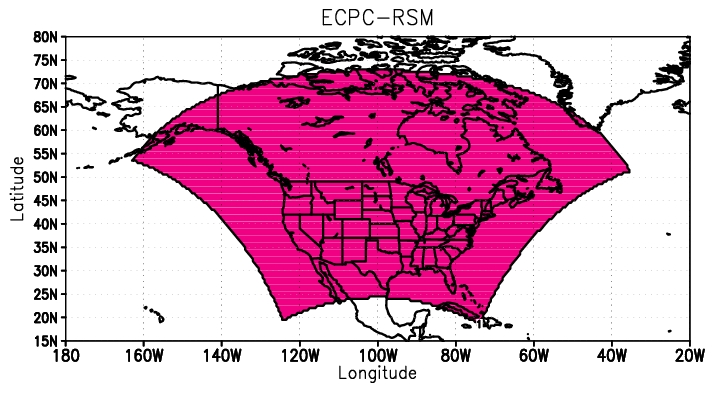 ECPC-RSM
80N
75N
70N
65N
60N
55N
50N
45N
40N
35N
30N
25N
20N
15N
Latitude
180 160W 140W 120W 100W 80W 60W 40W 20W
Longitude